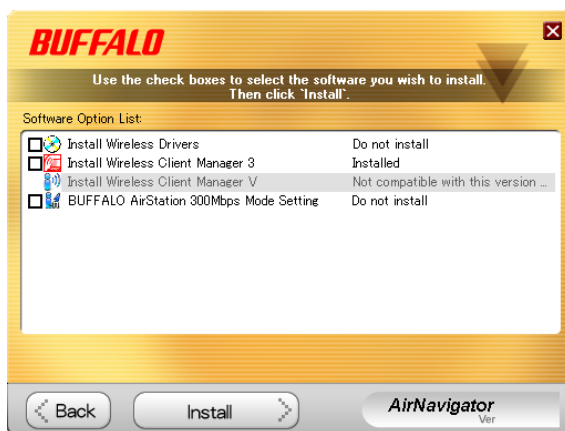 BUFFALO
Use the check boxes to select the software you wish to install.
Then click `Install`.
Software Option List:
Install Wireless Drivers Do not install
Install Wireless Client Manager 3 Installed
Install Wireless Client Manager V Not compatible with this version ...
BUFFALO AirStation 300Mbps Mode Setting Do not install
Back Install AirNavigator
Ver